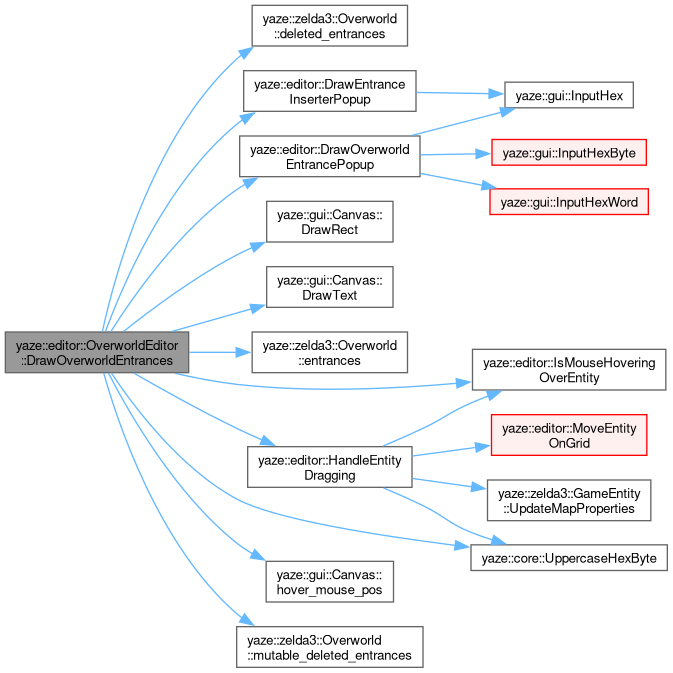 yaze::zelda3::Overworld
::deleted_entrances
yaze::editor::DrawEntrance
InserterPopup
yaze::gui::InputHex
yaze::editor::DrawOverworld
EntrancePopup
yaze::gui::InputHexByte
yaze::gui::InputHexWord
yaze::gui::Canvas::
DrawRect
yaze::gui::Canvas::
DrawText
yaze::editor::OverworldEditor
::DrawOverworldEntrances
yaze::zelda3::Overworld
::entrances
yaze::editor::IsMouseHovering
OverEntity
yaze::editor::HandleEntity
Dragging
yaze::editor::MoveEntity
OnGrid
yaze::zelda3::GameEntity
::UpdateMapProperties
yaze::core::UppercaseHexByte
yaze::gui::Canvas::
hover_mouse_pos
yaze::zelda3::Overworld
::mutable_deleted_entrances